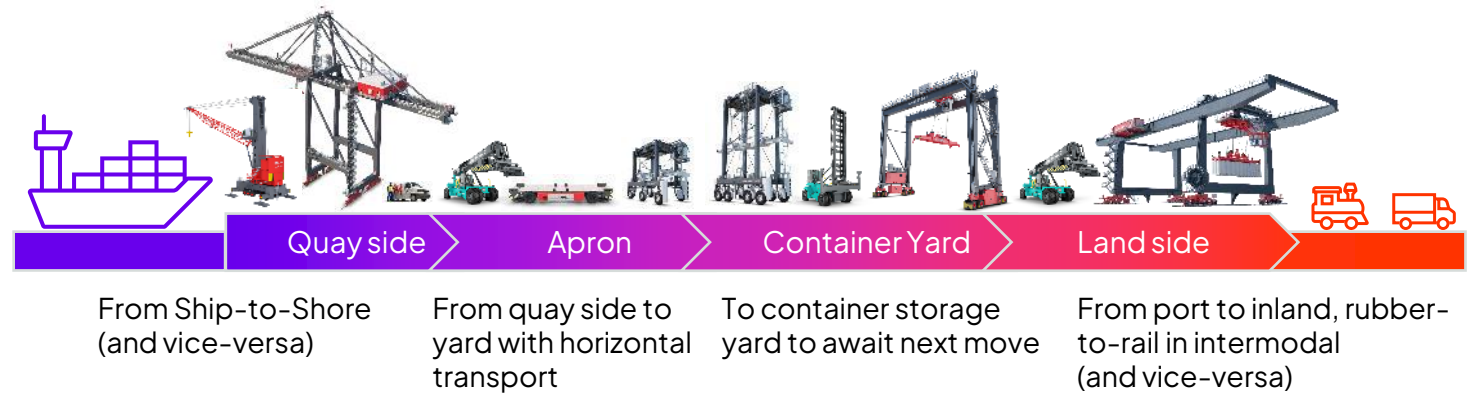 Quay side
Apron
Container Yard
Land side
From Ship-to-Shore
(and vice-versa)
From quay side to
yard with horizontal
transport
To container storage
yard to await next move
From port to inland, rubber-
to-rail in intermodal
(and vice-versa)